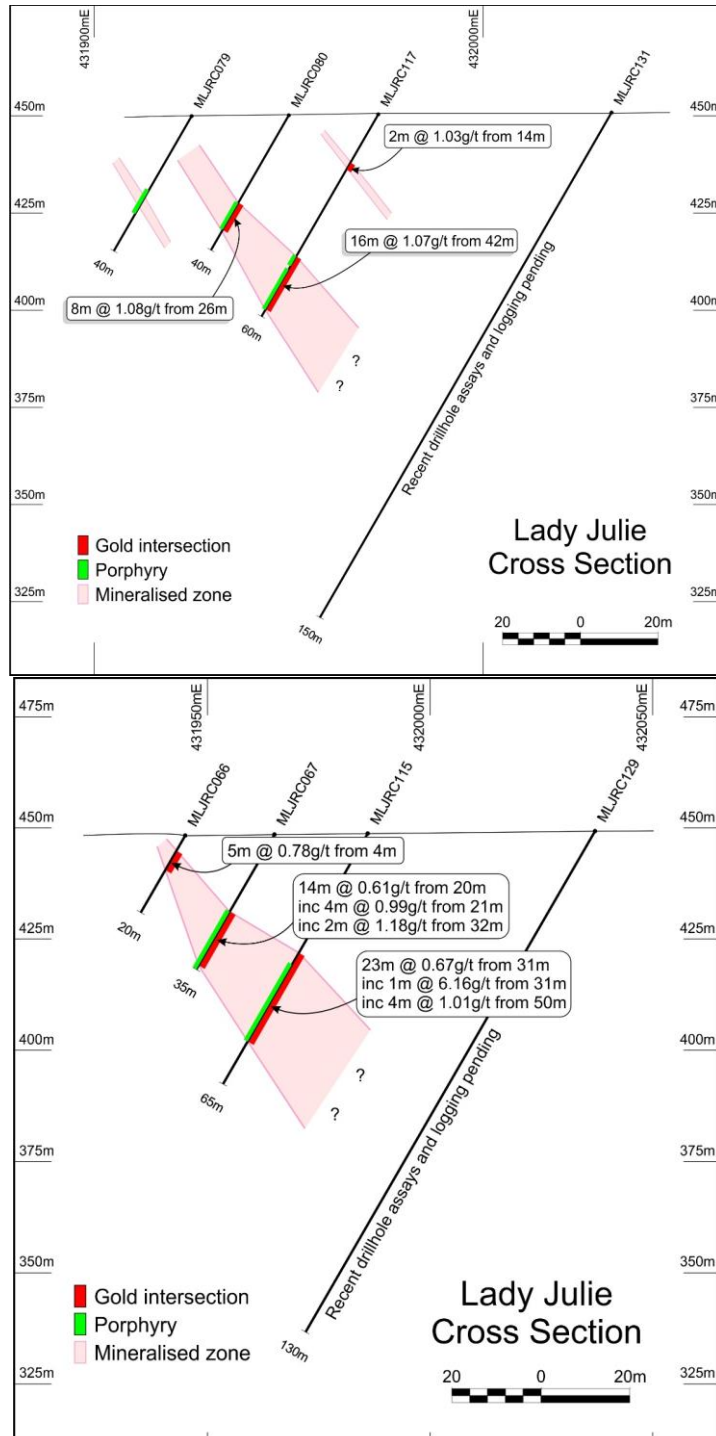 431900mE
432000mE
MLJRC079
MLJRC080
MLJRC117
MLJRC131
450m
450m
2m @ 1.03g/t from 14m
425m
425m
16m @ 1.07g/t from 42m
40m
40m
8m @ 1.08g/t from 26m
400m
400m
60m
?
?
375m
375m
Recent drillhole assays and logging pending
350m
350m
Gold intersection
Porphyry
Mineralised zone
Lady Julie
Cross Section
325m
325m
150m
20 0 20m
475m
475m
431950mE
432000mE
432050mE
MLJRC066
MLJRC067
MLJRC115
MLJRC129
450m
450m
5m @ 0.78g/t from 4m
14m @ 0.61g/t from 20m
inc 4m @ 0.99g/t from 21m
inc 2m @ 1.18g/t from 32m
425m
425m
20m
35m
23m @ 0.67g/t from 31m
inc 1m @ 6.16g/t from 31m
inc 4m @ 1.01g/t from 50m
400m
400m
65m
?
?
375m
375m
Recent drillhole assays and logging pending
350m
350m
Gold intersection
Porphyry
Mineralised zone
Lady Julie
Cross Section
130m
325m
325m
20 0 20m